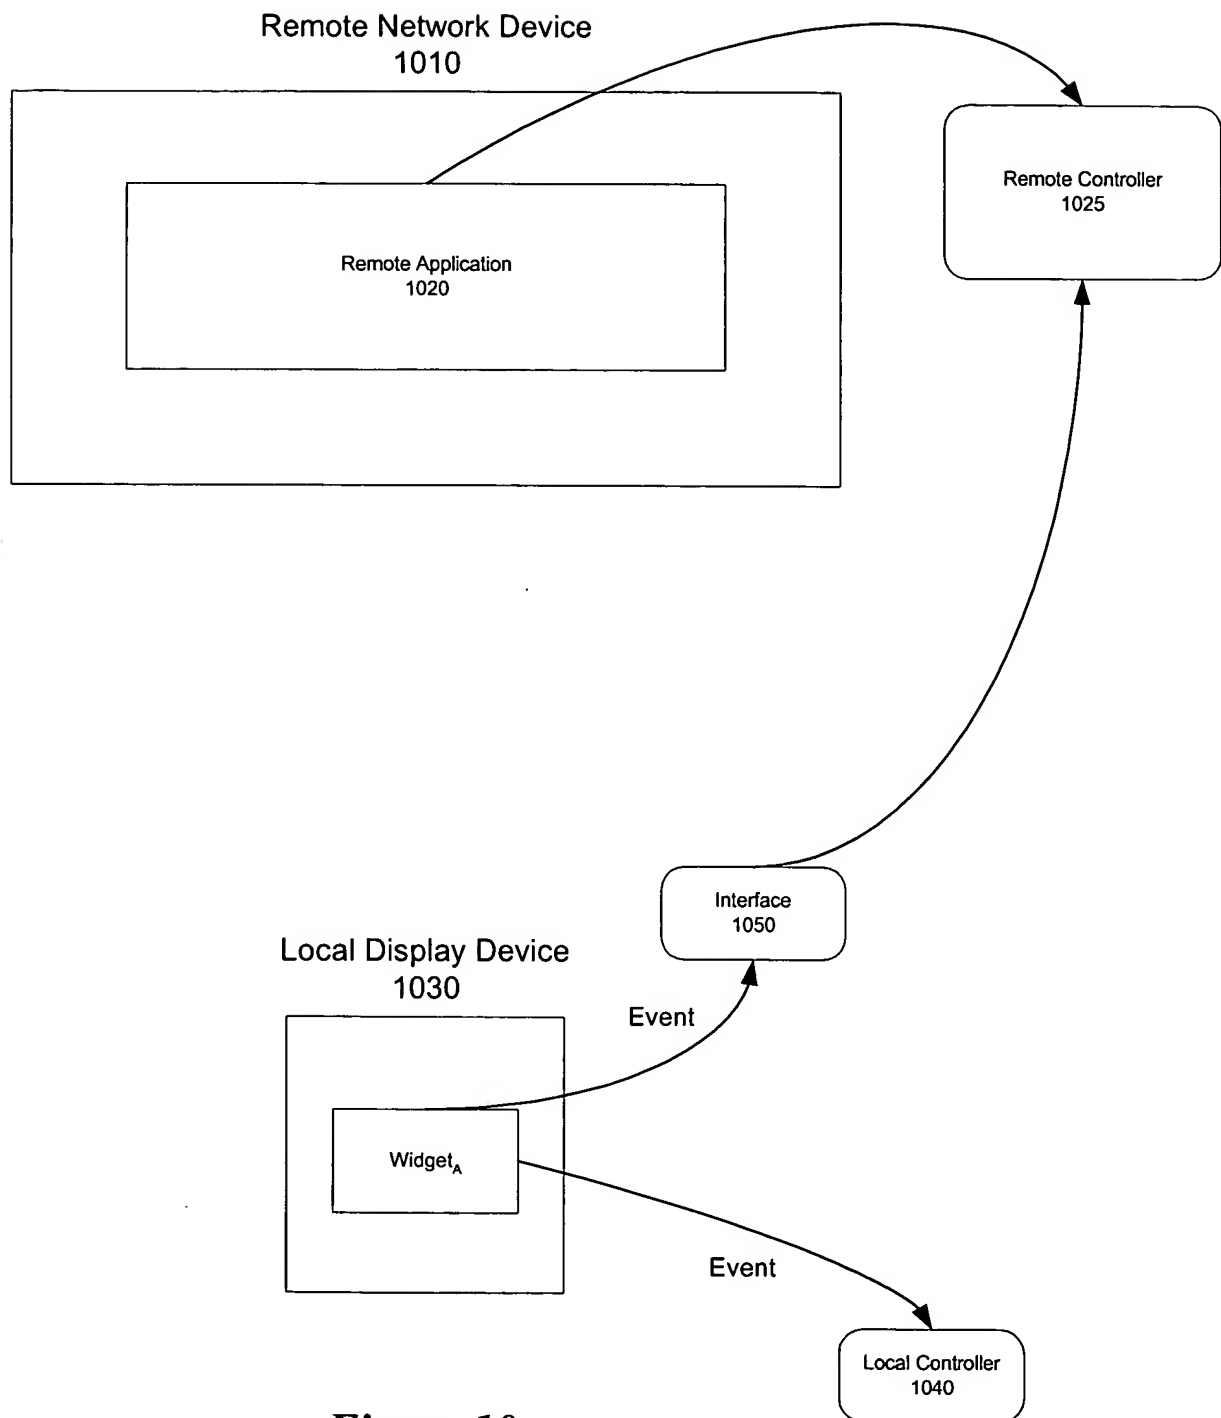 Remote Network Device
1010
Remote Controller
1025
Remote Application
1020
Interface
1050
Local Display Device
1030
Event
WidgetA
Event
Local Controller
1040